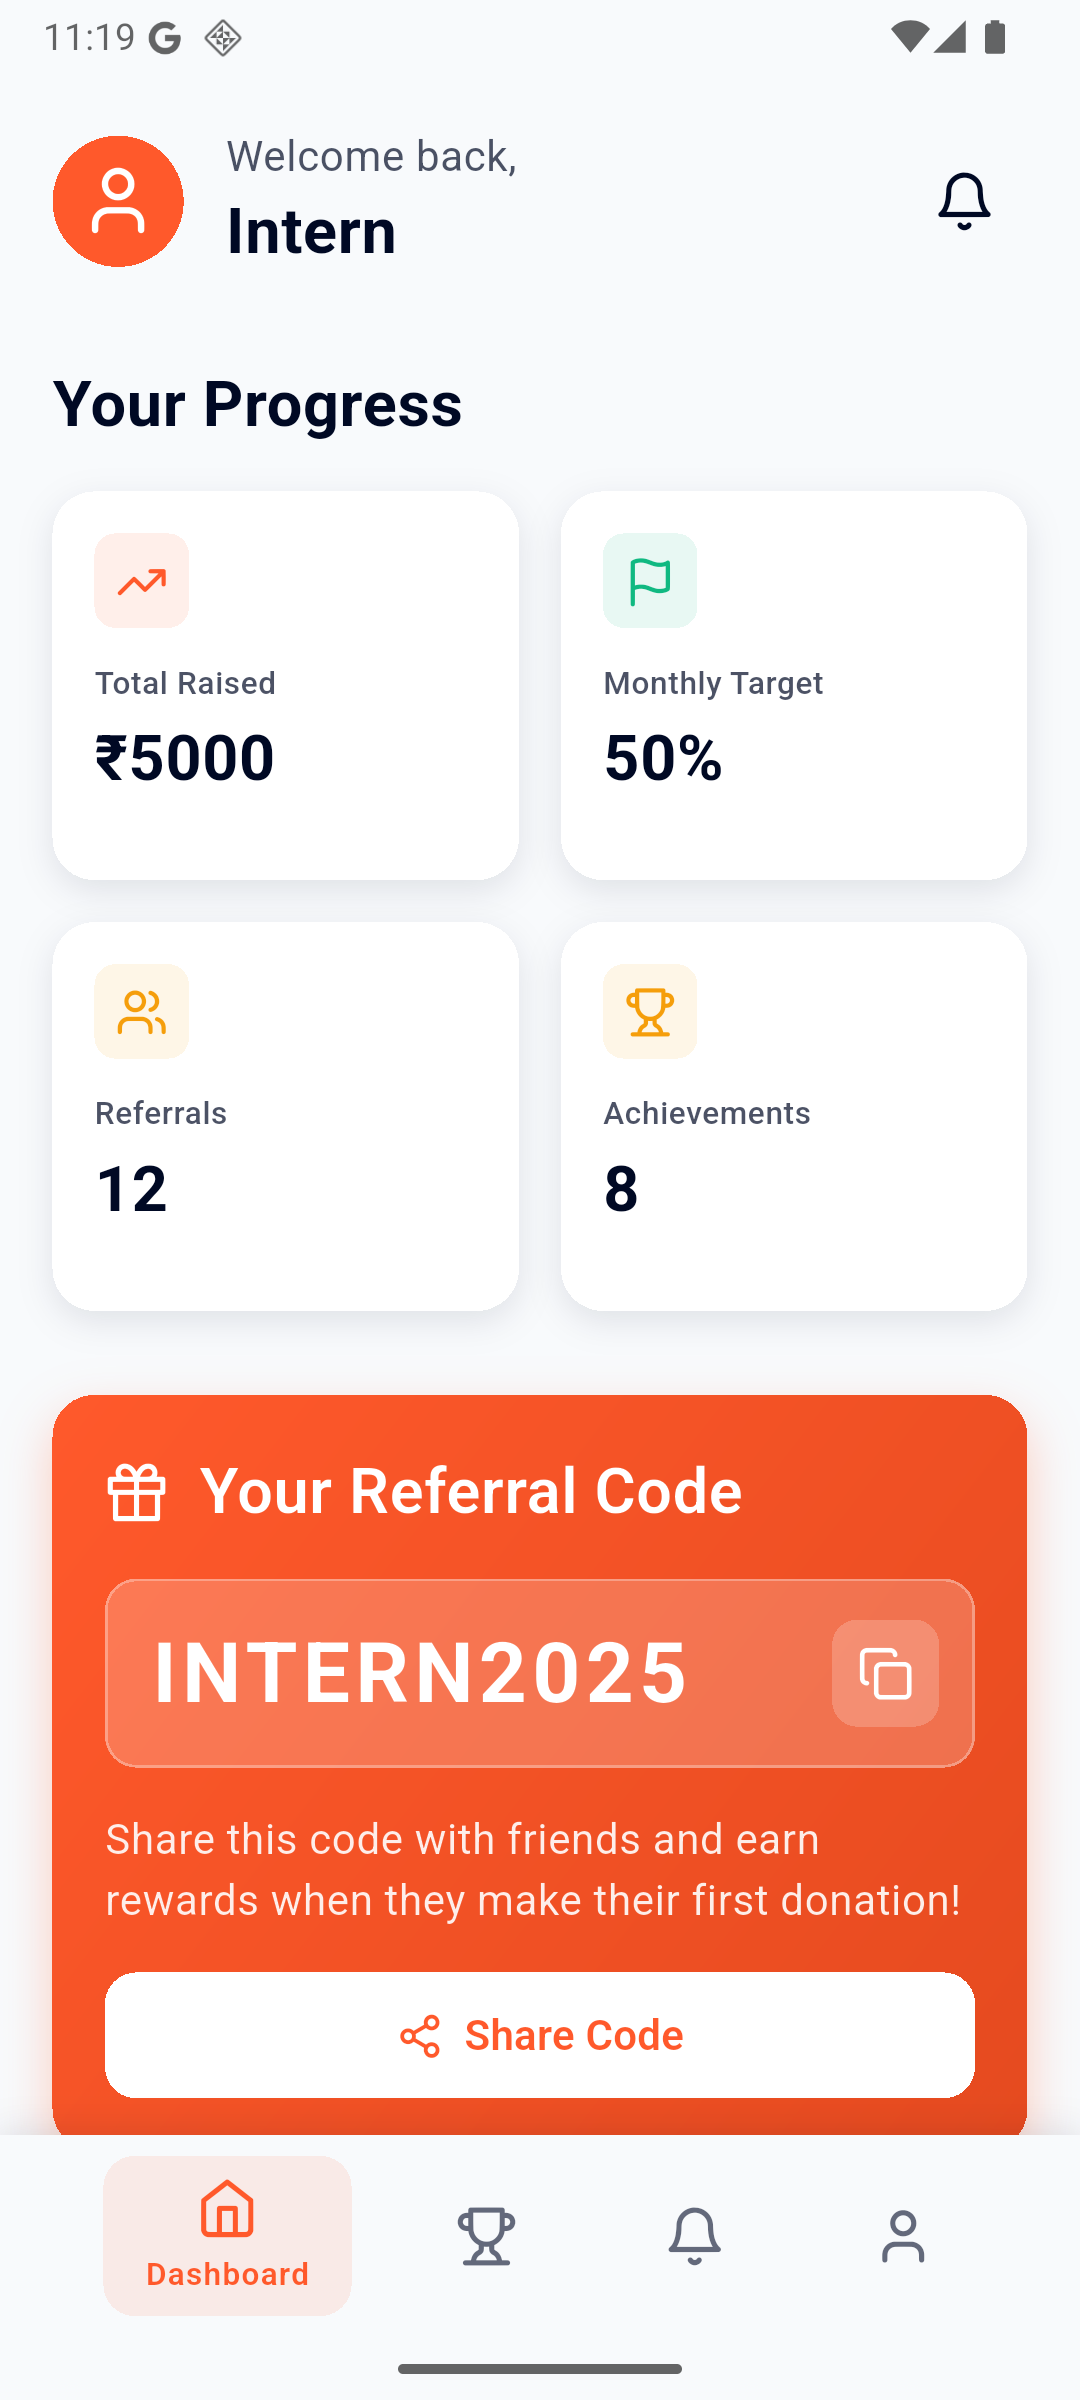 11:19
Welcome back,
Intern
Your Progress
Total Raised
₹5000
Monthly Target
50%
Referrals
12
Achievements
8
Your Referral Code
INTERN2025
Share this code with friends and earn
rewards when they make their first donation!
Share Code
Dashboard